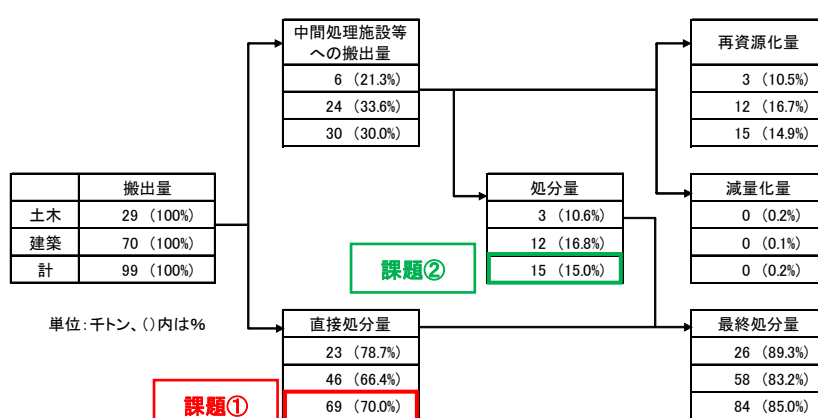 中間処理施設等
への搬出量
6 （21.3%）
24 （33.6%）
30 （30.0%）
再資源化量
3 （10.5%）
12 （16.7%）
15 （14.9%）
搬出量
土木 29 （100%）
建築 70 （100%）
計 99 （100%）
処分量
3 （10.6%）
12 （16.8%）
15 （15.0%）
減量化量
0 （0.2%）
0 （0.1%）
0 （0.2%）
課題②
単位：千トン、（）内は%
直接処分量
23 （78.7%）
46 （66.4%）
69 （70.0%）
最終処分量
26 （89.3%）
58 （83.2%）
84 （85.0%）
課題①